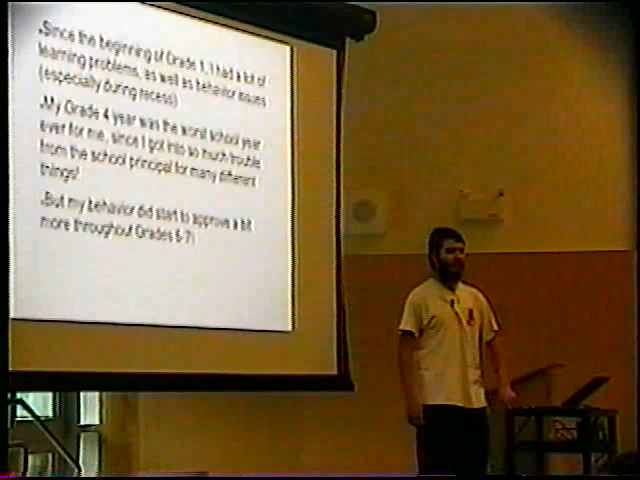 •Since the beginning of Grade 1, I had a lot of
learning problems, as well as behavior issues
(especially during recess)
•My Grade 4 year was the worst school year
ever for me, since I got into so much trouble
from the school principal for many different
things!
•But my behavior did start to approve a bit
more throughout Grades 6-7!